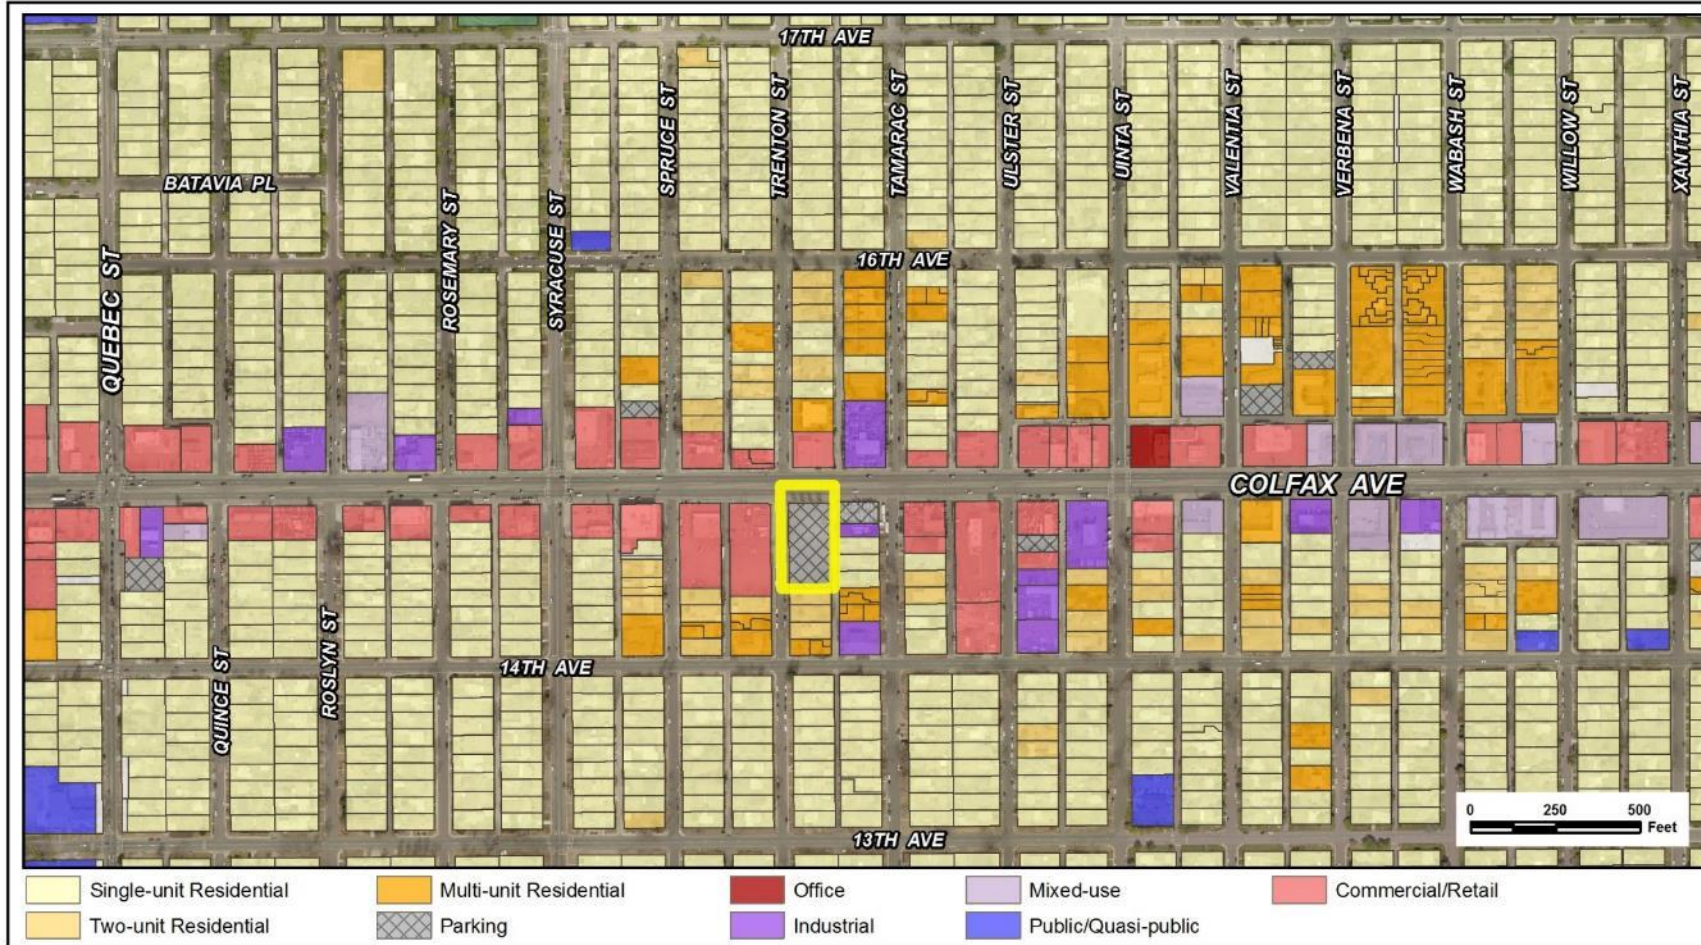 17TH AVE
SPRUCE ST
TRENTON ST
TAMARAC ST
ULSTER ST
UINTA ST
VALENTIA ST
VERBENA ST
WABASH ST
WILLOW ST
XANTHIA ST
BATAVIA PL
QUEBEC ST
ROSEMARY ST
SYRACUSE ST
16TH AVE
COLFAX AVE
QUINCE ST
ROSLYN ST
14TH AVE
13TH AVE
0 250 500
Feet
Single-unit Residential
Multi-unit Residential
Office
Mixed-use
Commercial/Retail
Two-unit Residential
Parking
Industrial
Public/Quasi-public